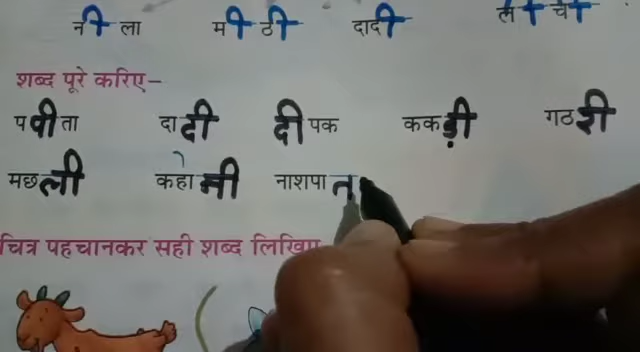 नीला मीठी दादी
शब्द पूरे करिए–
पपीता दादी दीपक ककड़ी गठरी
मछली कहानी नाशपात
चित्र पहचानकर सही शब्द लिखिए